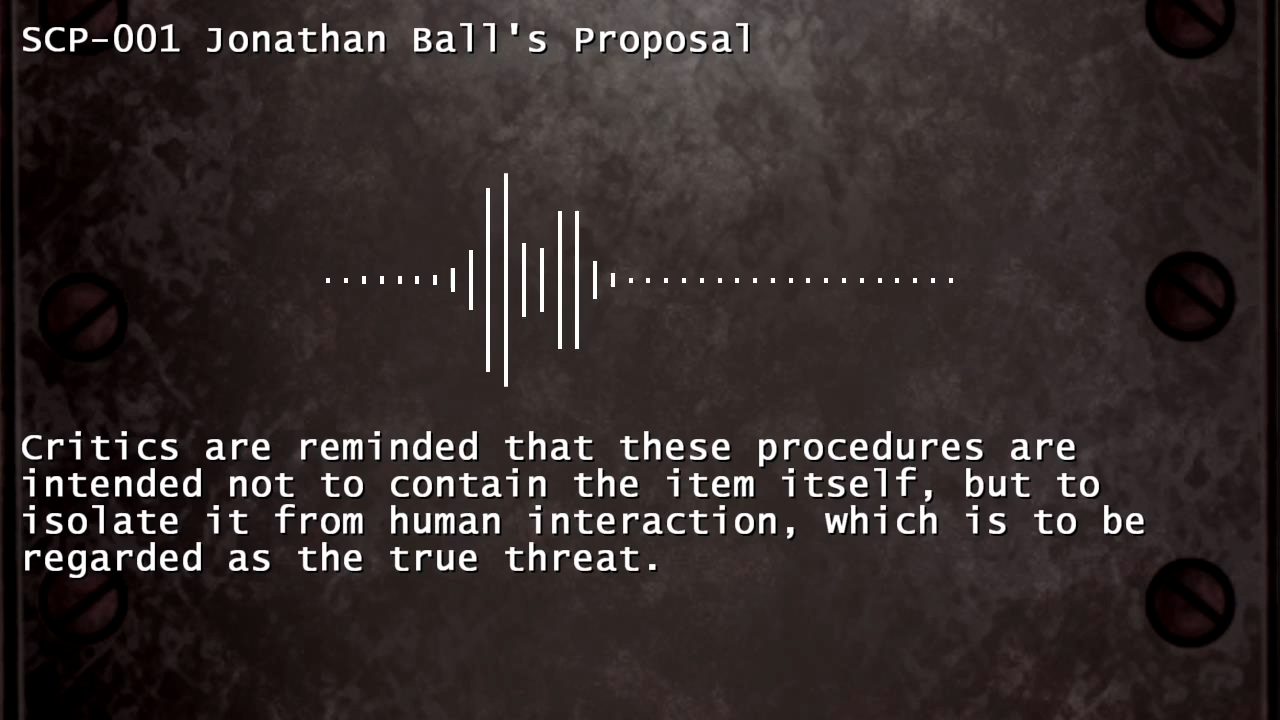 SCP-001 Jonathan Ball's Proposal
Critics are reminded that these procedures are
intended not to contain the item itself, but to
isolate it from human interaction, which is to be
regarded as the true threat.